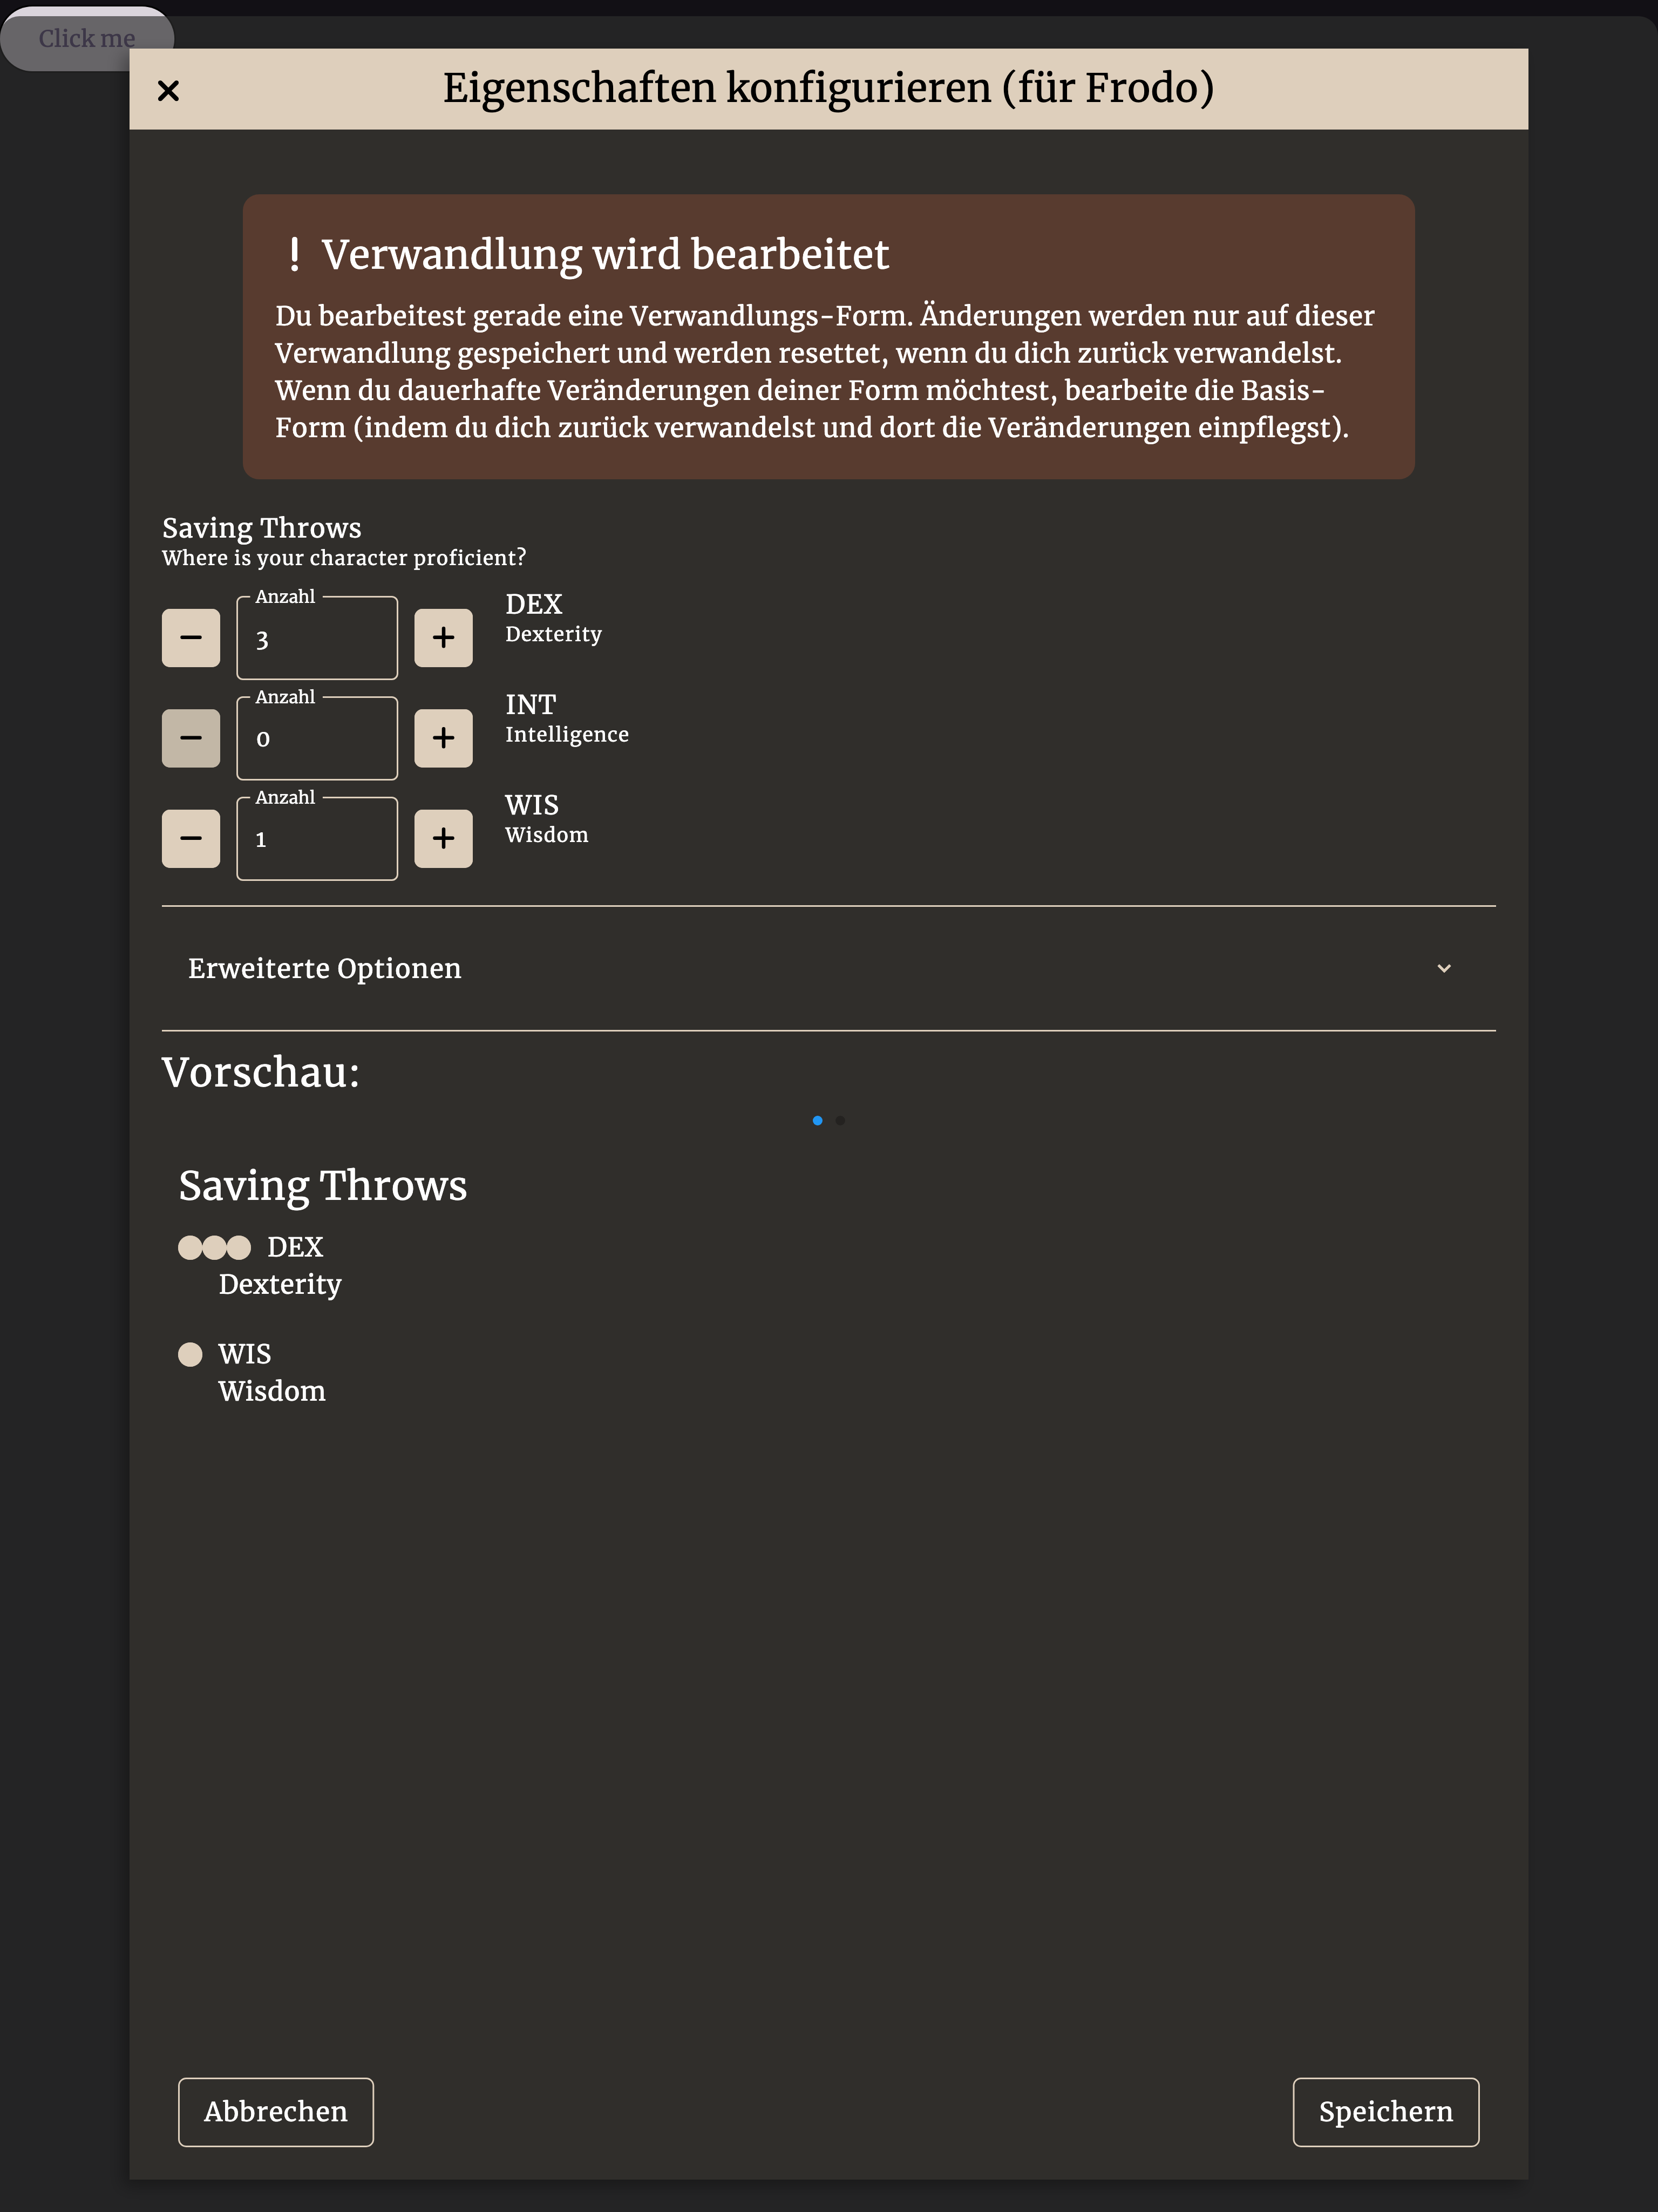 Click me
Eigenschaften konfigurieren (für Frodo)
! Verwandlung wird bearbeitet
Du bearbeitest gerade eine Verwandlungs-Form. Änderungen werden nur auf dieser
Verwandlung gespeichert und werden resettet, wenn du dich zurück verwandelst.
Wenn du dauerhafte Veränderungen deiner Form möchtest, bearbeite die Basis-
Form (indem du dich zurück verwandelst und dort die Veränderungen einpflegst).
Saving Throws
Where is your character proficient?
Anzahl
3
DEX
Dexterity
Anzahl
0
INT
Intelligence
Anzahl
1
WIS
Wisdom
Erweiterte Optionen
Vorschau:
Saving Throws
DEX
Dexterity
WIS
Wisdom
Abbrechen
Speichern